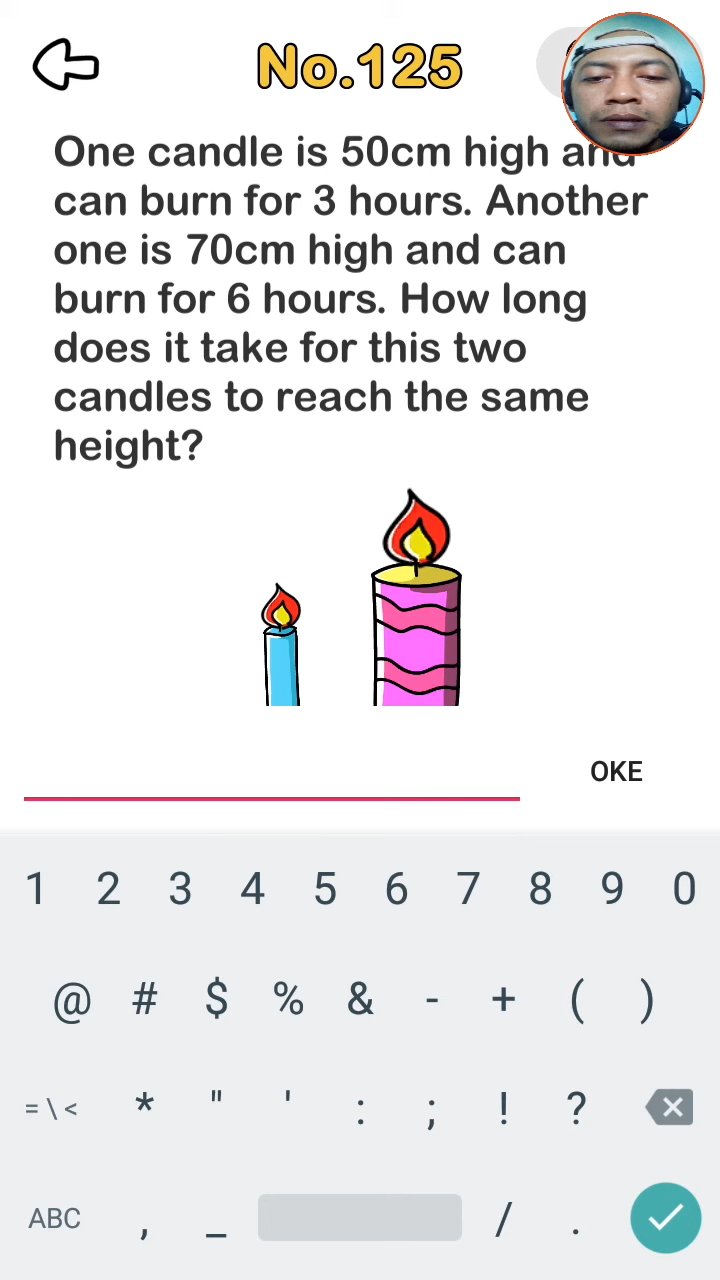 No.125
One candle is 50cm high and
can burn for 3 hours. Another
one is 70cm high and can
burn for 6 hours. How long
does it take for this two
candles to reach the same
height?
OKE
1 2 3 4 5 6 7 8 9 0
@ # $ % & - + ( )
= \ < * " ' : ; ! ?
ABC , _ / .